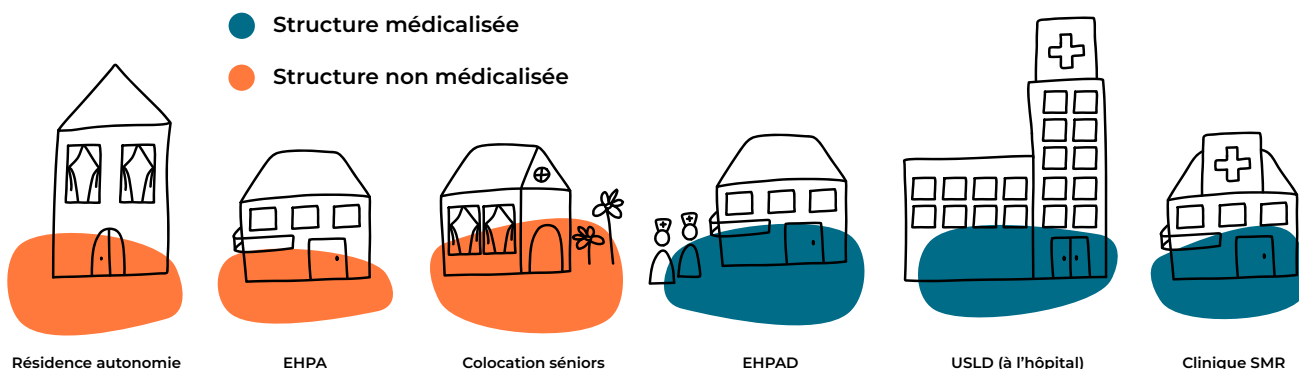 Structure médicalisée
Structure non médicalisée
Résidence autonomie
EHPA
Colocation séniors
EHPAD
USLD (à l'hôpital)
Clinique SMR